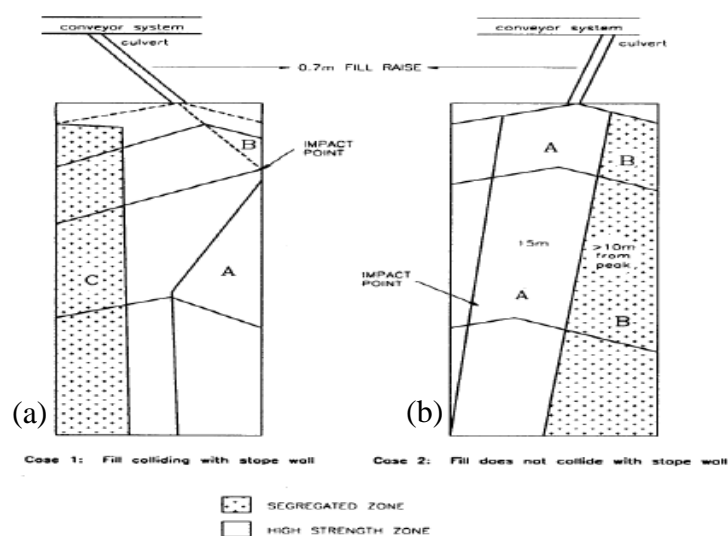 conveyor system
culvert
conveyor system
culvert
0.7m FILL RAISE
B
IMPACT
POINT
A
C
A
B
15m
>10m
from
peak
IMPACT
POINT
A
B
(a)
(b)
Case 1: Fill colliding with stope wall
Case 2: Fill does not collide with stope wall
SEGREGATED ZONE
HIGH STRENGTH ZONE